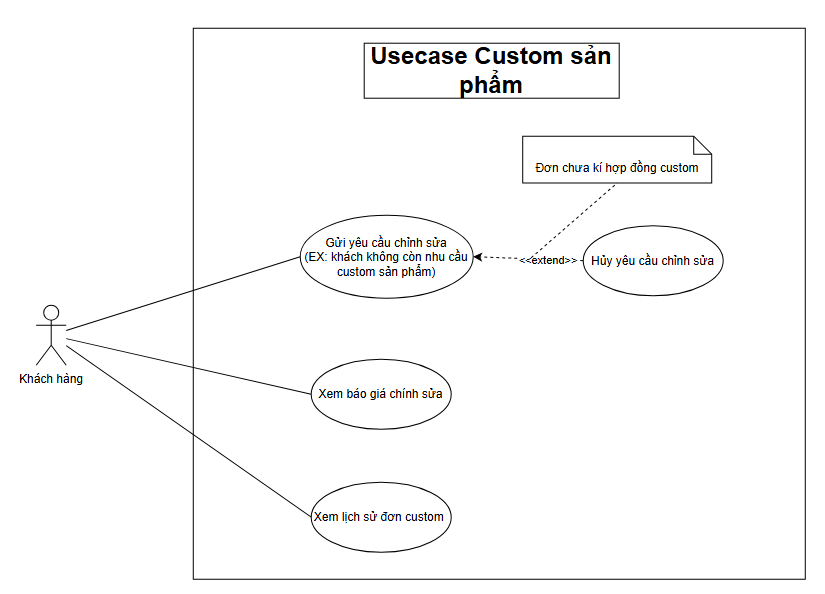 Usecase Custom sản
phẩm
Đơn chưa kí hợp đồng custom
Gửi yêu cầu chỉnh sửa
(EX: khách không còn nhu cầu
custom sản phẩm)
<<extend>>
Hủy yêu cầu chỉnh sửa
Khách hàng
Xem báo giá chính sửa
Xem lịch sử đơn custom